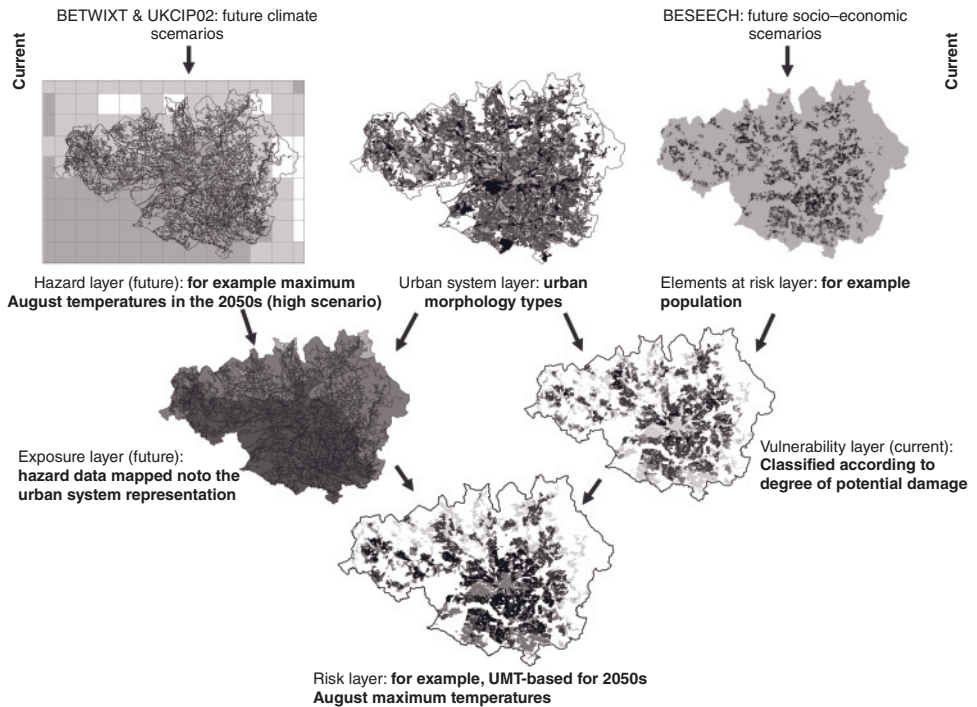 BETWIXT & UKCIP02: future climate
scemarios
BESEECH: future socio–economic
scenarios
Current
Current
Hazard layer (future): for example maximum
August temperatures in the 2050s (high scenario)
Urban system layer: urban
morphology types
Elements at risk layer: for example
population
Exposure layer (future):
hazard data mapped noto the
urban system representation
Vulnerability layer (current):
Classified according to
degree of potential damage
Risk layer: for example, UMT-based for 2050s
August maximum temperatures